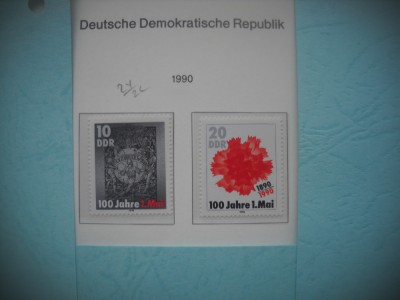 Deutsche Demokratische Republik
1990
10
DDR
100 Jahre 1.Mai
20
DDR
1890
1990
100 Jahre 1.Mai